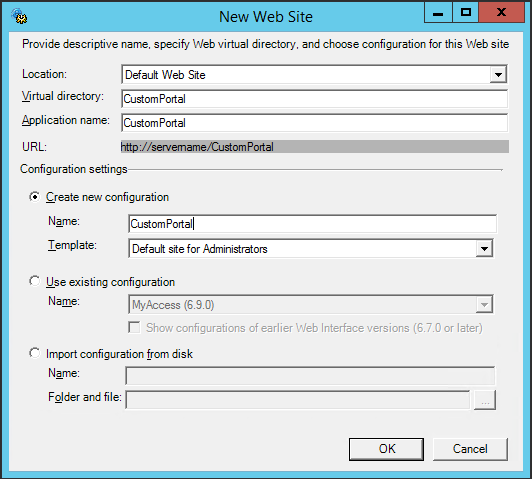 New Web Site
Provide descriptive name, specify Web virtual directory, and choose configuration for this Web site
Location: Default Web Site
Virtual directory: CustomPortal
Application name: CustomPortal
URL: http://servername/CustomPortal
Configuration settings
Create new configuration
Name: CustomPortal
Template: Default site for Administrators
Use existing configuration
Name: MyAccess (6.9.0)
Show configurations of earlier Web Interface versions (6.7.0 or later)
Import configuration from disk
Name:
Folder and file: ...
OK Cancel